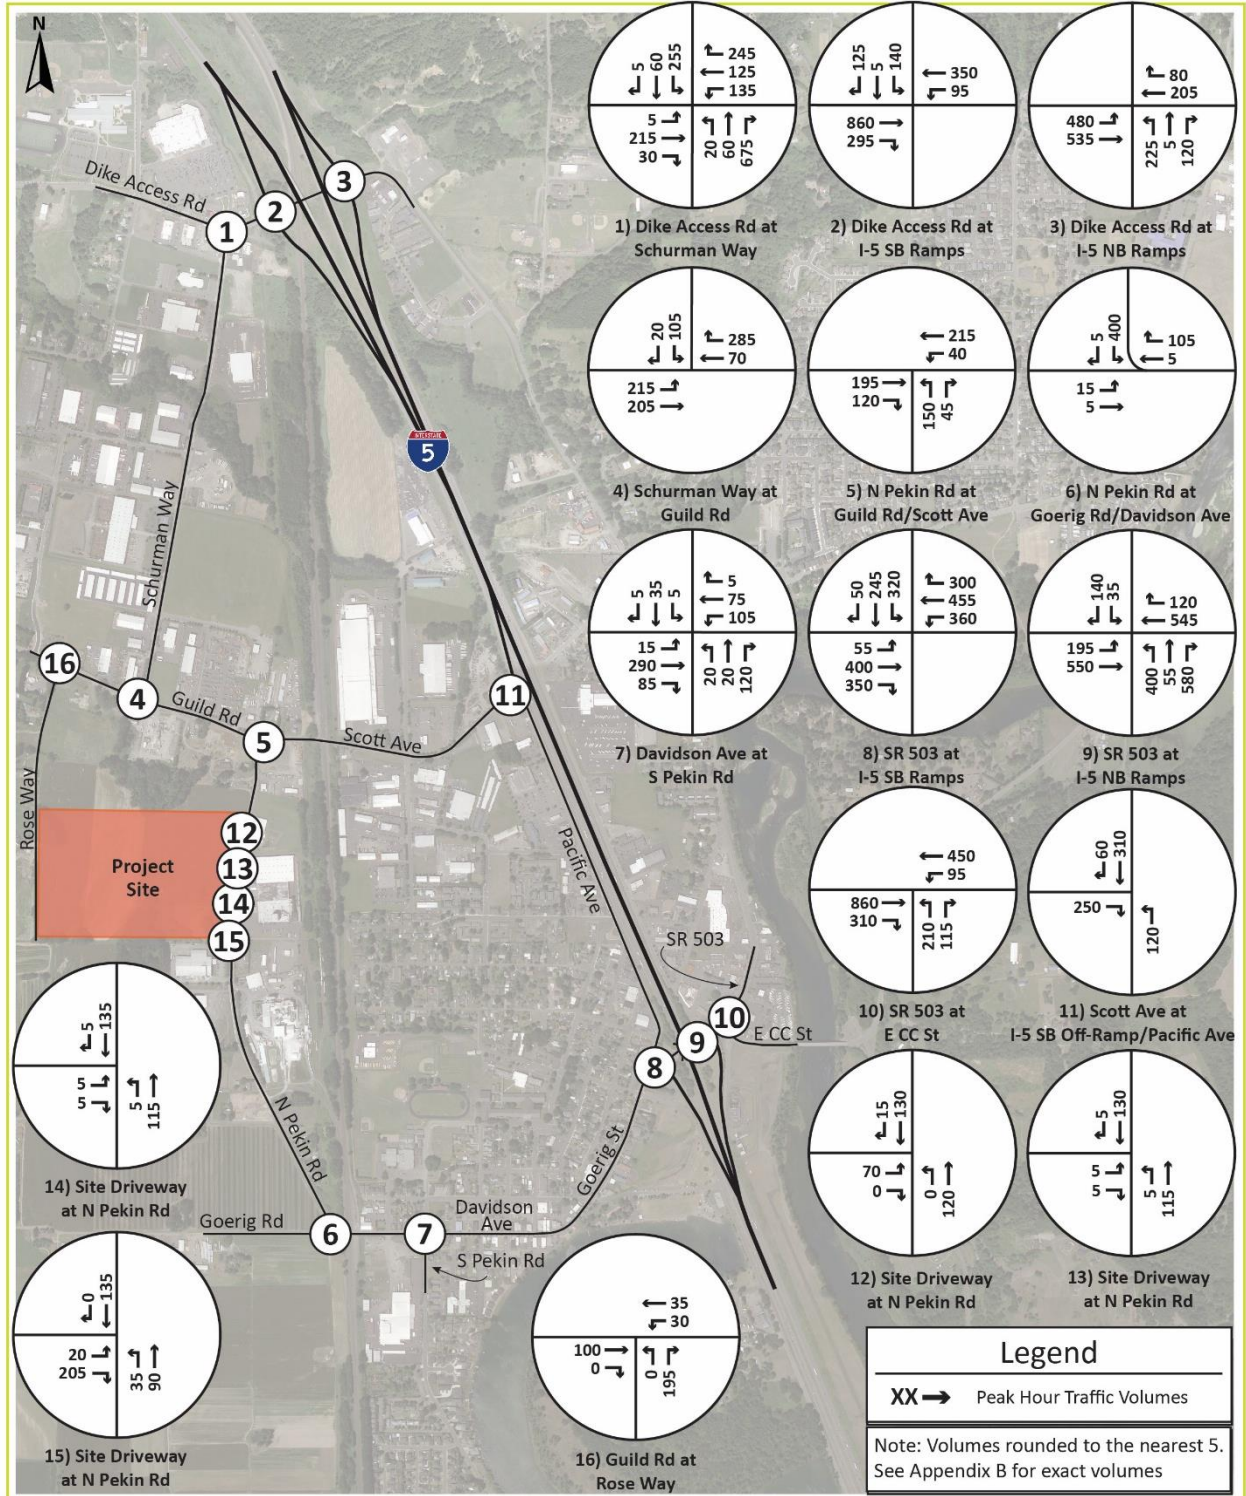 N
5
60
255
245
125
135
5
215
30
20
60
675
1) Dike Access Rd at
Schurman Way
125
5
140
350
95
860
295
2) Dike Access Rd at
I-5 SB Ramps
80
205
480
535
225
5
120
3) Dike Access Rd at
I-5 NB Ramps
20
105
285
70
215
205
4) Schurman Way at
Guild Rd
215
40
195
120
150
45
5) N Pekin Rd at
Guild Rd/Scott Ave
5
400
105
5
15
5
6) N Pekin Rd at
Goerig Rd/Davidson Ave
5
35
5
5
75
105
15
290
85
20
20
120
7) Davidson Ave at
S Pekin Rd
50
245
320
300
455
360
55
400
350
8) SR 503 at
I-5 SB Ramps
140
35
120
545
195
550
400
55
580
9) SR 503 at
I-5 NB Ramps
450
95
860
310
210
115
10) SR 503 at
E CC St
60
310
250
120
11) Scott Ave at
I-5 SB Off-Ramp/Pacific Ave
15
130
70
0
0
120
12) Site Driveway
at N Pekin Rd
5
130
5
5
5
115
13) Site Driveway
at N Pekin Rd
5
135
5
5
5
115
14) Site Driveway
at N Pekin Rd
0
135
20
205
35
90
15) Site Driveway
at N Pekin Rd
35
30
100
0
0
195
16) Guild Rd at
Rose Way
Dike Access Rd
1
2
3
INTERSTATE
5
Schurman Way
16
4
Guild Rd
5
Scott Ave
11
Rose Way
Project
Site
12
13
14
15
Pacific Ave
SR 503
10
E CC St
9
8
N Pekin Rd
Goerig St
Goerig Rd
6
7
Davidson
Ave
S Pekin Rd
Legend
XX Peak Hour Traffic Volumes
Note: Volumes rounded to the nearest 5.
See Appendix B for exact volumes